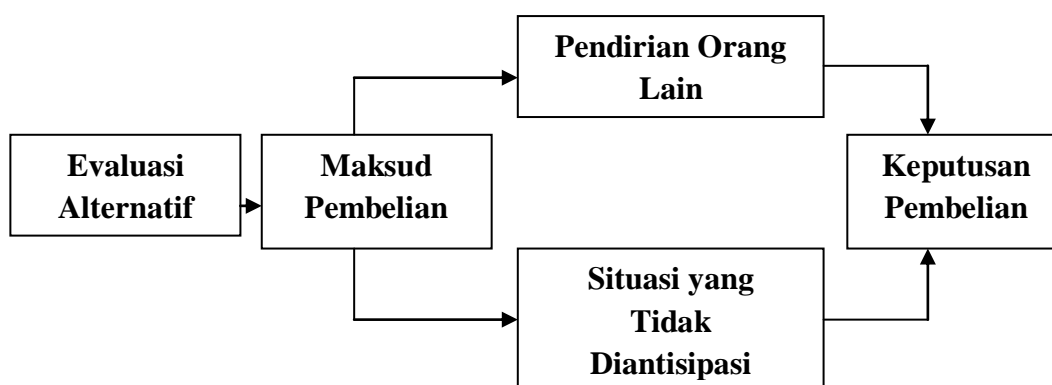 Evaluasi
Alternatif
Maksud
Pembelian
Pendirian Orang
Lain
Situasi yang
Tidak
Diantisipasi
Keputusan
Pembelian